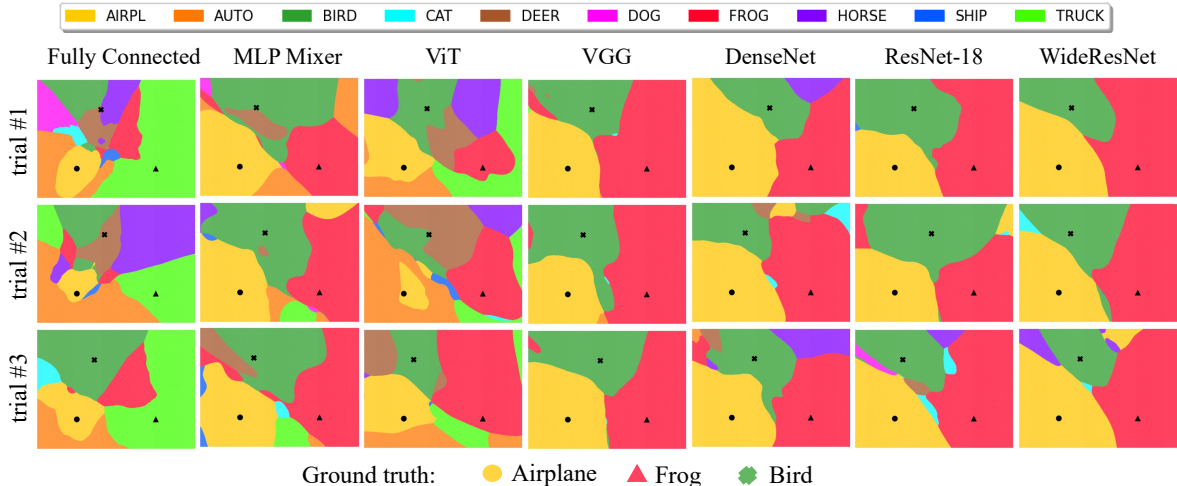 AIRPL AUTO BIRD CAT DEER DOG FROG HORSE SHIP TRUCK
Fully Connected MLP Mixer ViT VGG DenseNet ResNet-18 WideResNet
trial #1
trial #2
trial #3
Ground truth: Airplane Frog Bird